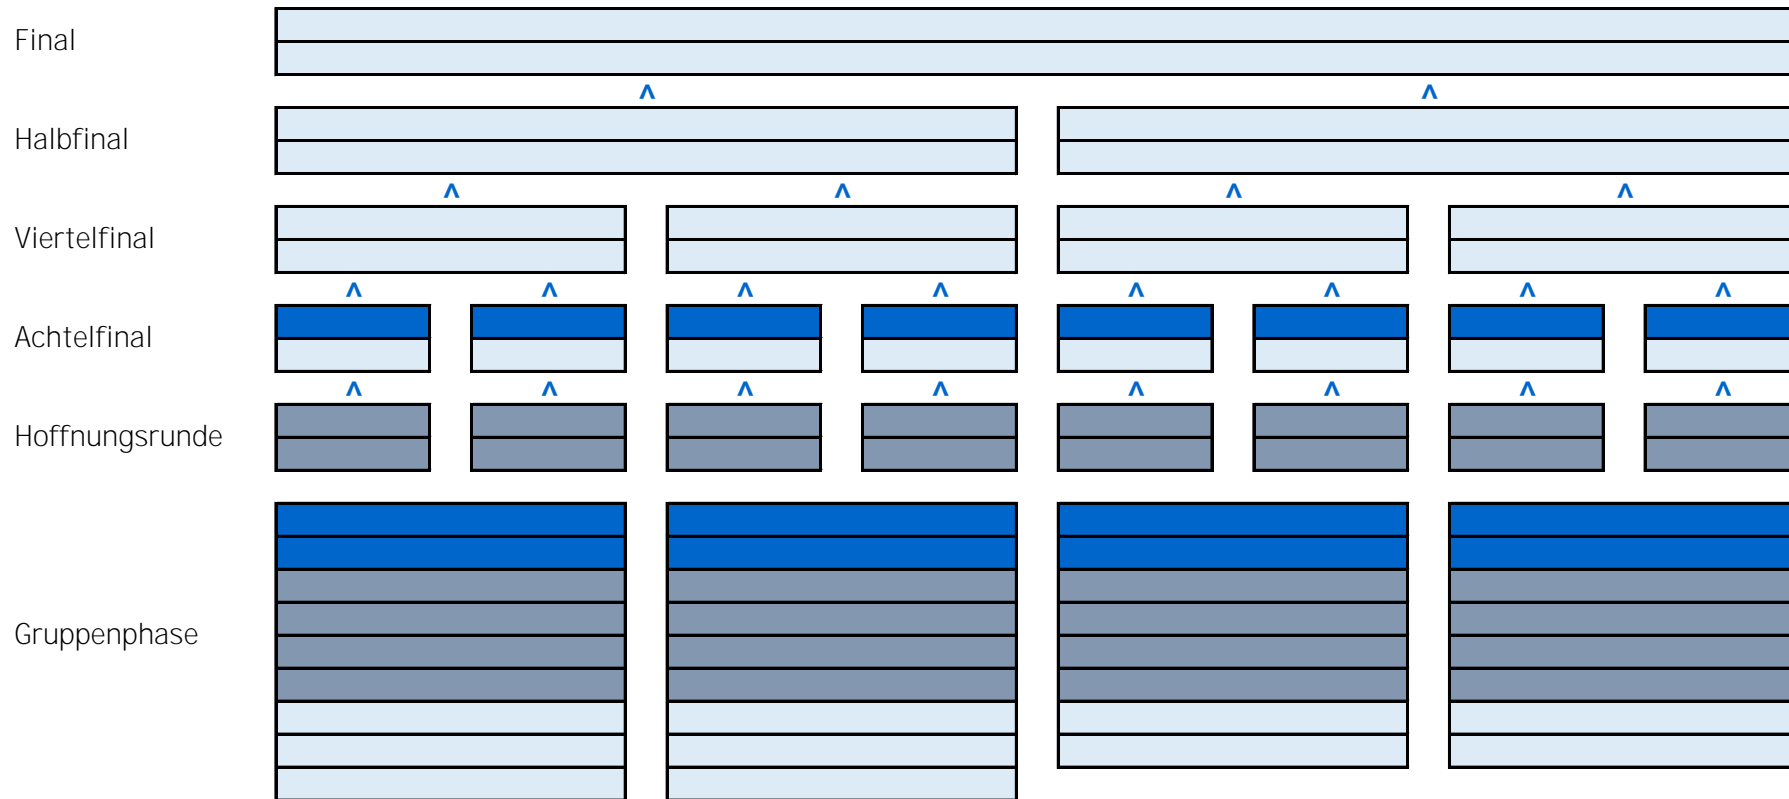 Final
^ ^
Halbfinal
^ ^ ^ ^
Viertelfinal
^ ^ ^ ^ ^ ^ ^ ^
Achtelfinal
^ ^ ^ ^ ^ ^ ^ ^
Hoffnungsrunde
Gruppenphase